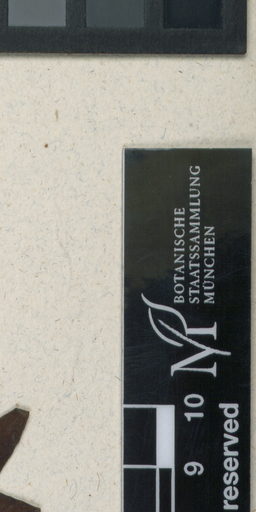 BOTANISCHE
STAATSSAMMLUNG
MÜNCHEN
M
9 10
reserved